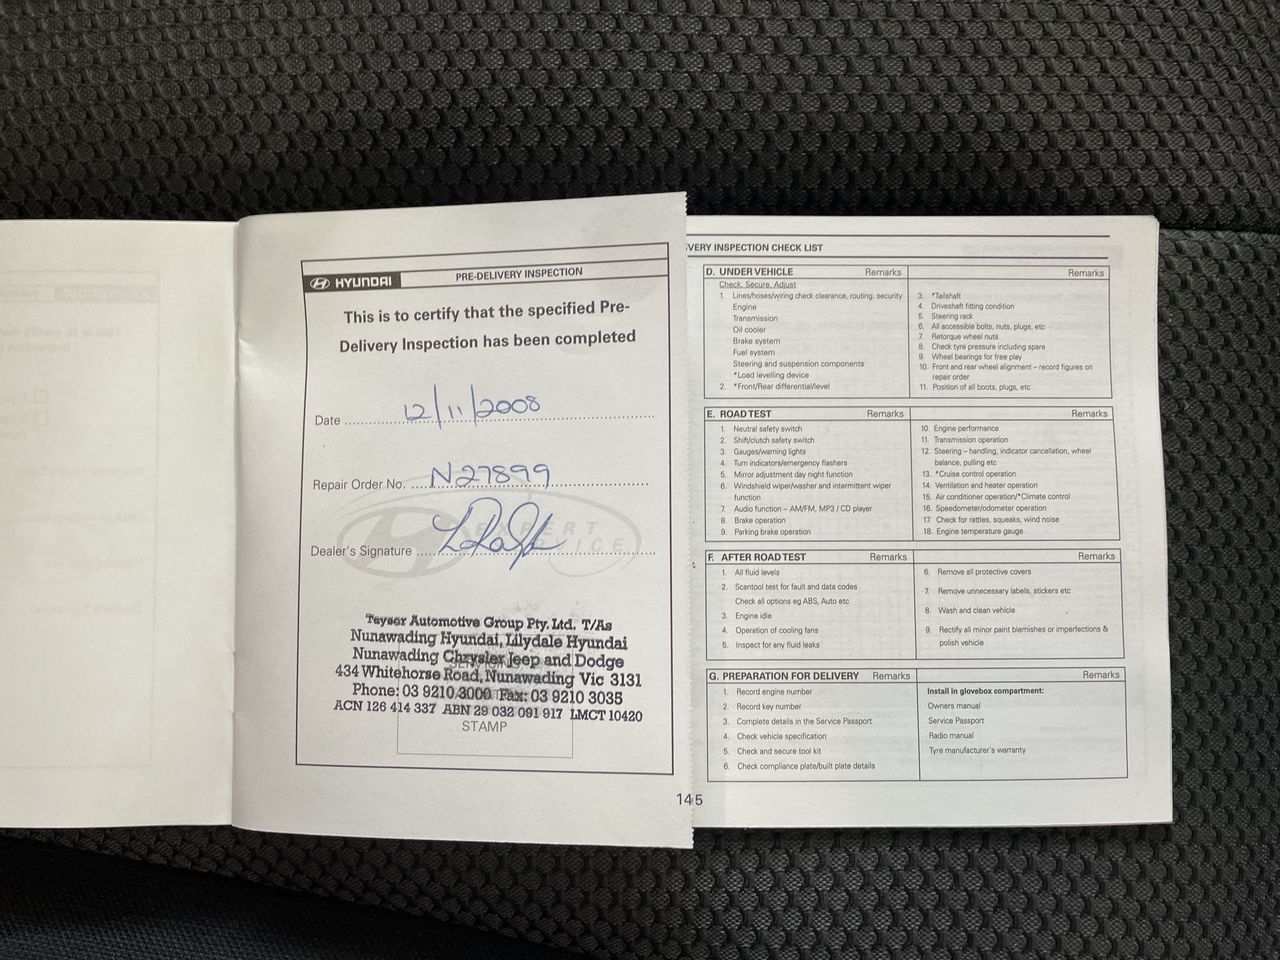 HYUNDAI PRE-DELIVERY INSPECTION
This is to certify that the specified Pre-
Delivery Inspection has been completed
Date 12/11/2008
Repair Order No. N27899
Dealer's Signature
EXPERT
SERVICE
Taysor Automotive Group Pty. Ltd. T/As
Nunawading Hyundai, Lilydale Hyundai
Nunawading Chrysler Jeep and Dodge
434 Whitehorse Road, Nunawading Vic 3131
Phone: 03 9210 3000 Fax: 03 9210 3035
ACN 126 414 337 ABN 29 032 091 917 LMCT 10420
STAMP
14
VERY INSPECTION CHECK LIST
D. UNDER VEHICLE Remarks
Check, Secure, Adjust
1. Lines/hoses/wiring check clearance, routing, security
Engine
Transmission
Oil cooler
Brake system
Fuel system
Steering and suspension components
*Load levelling device
2. *Front/Rear differential/level
Remarks
3. *Tailshaft
4. Driveshaft fitting condition
5. Steering rack
6. All accessible bolts, nuts, plugs, etc
7. Retorque wheel nuts
8. Check tyre pressure including spare
9. Wheel bearings for free play
10. Front and rear wheel alignment – record figures on
repair order
11. Position of all boots, plugs, etc
E. ROAD TEST Remarks
1. Neutral safety switch
2. Shift/clutch safety switch
3. Gauges/warning lights
4. Turn indicators/emergency flashers
5. Mirror adjustment day night function
6. Windshield wiper/washer and intermittent wiper
function
7. Audio function – AM/FM, MP3 / CD player
8. Brake operation
9. Parking brake operation
Remarks
10. Engine performance
11. Transmission operation
12. Steering – handling, indicator cancellation, wheel
balance, pulling etc
13. *Cruise control operation
14. Ventilation and heater operation
15. Air conditioner operation/*Climate control
16. Speedometer/odometer operation
17. Check for rattles, squeaks, wind noise
18. Engine temperature gauge
F. AFTER ROAD TEST Remarks
1. All fluid levels
2. Scantool test for fault and data codes
Check all options eg ABS, Auto etc
3. Engine idle
4. Operation of cooling fans
5. Inspect for any fluid leaks
Remarks
6. Remove all protective covers
7. Remove unnecessary labels, stickers etc
8. Wash and clean vehicle
9. Rectify all minor paint blemishes or imperfections &
polish vehicle
G. PREPARATION FOR DELIVERY Remarks
1. Record engine number
2. Record key number
3. Complete details in the Service Passport
4. Check vehicle specification
5. Check and secure tool kit
6. Check compliance plate/built plate details
Remarks
Install in glovebox compartment:
Owners manual
Service Passport
Radio manual
Tyre manufacturer's warranty